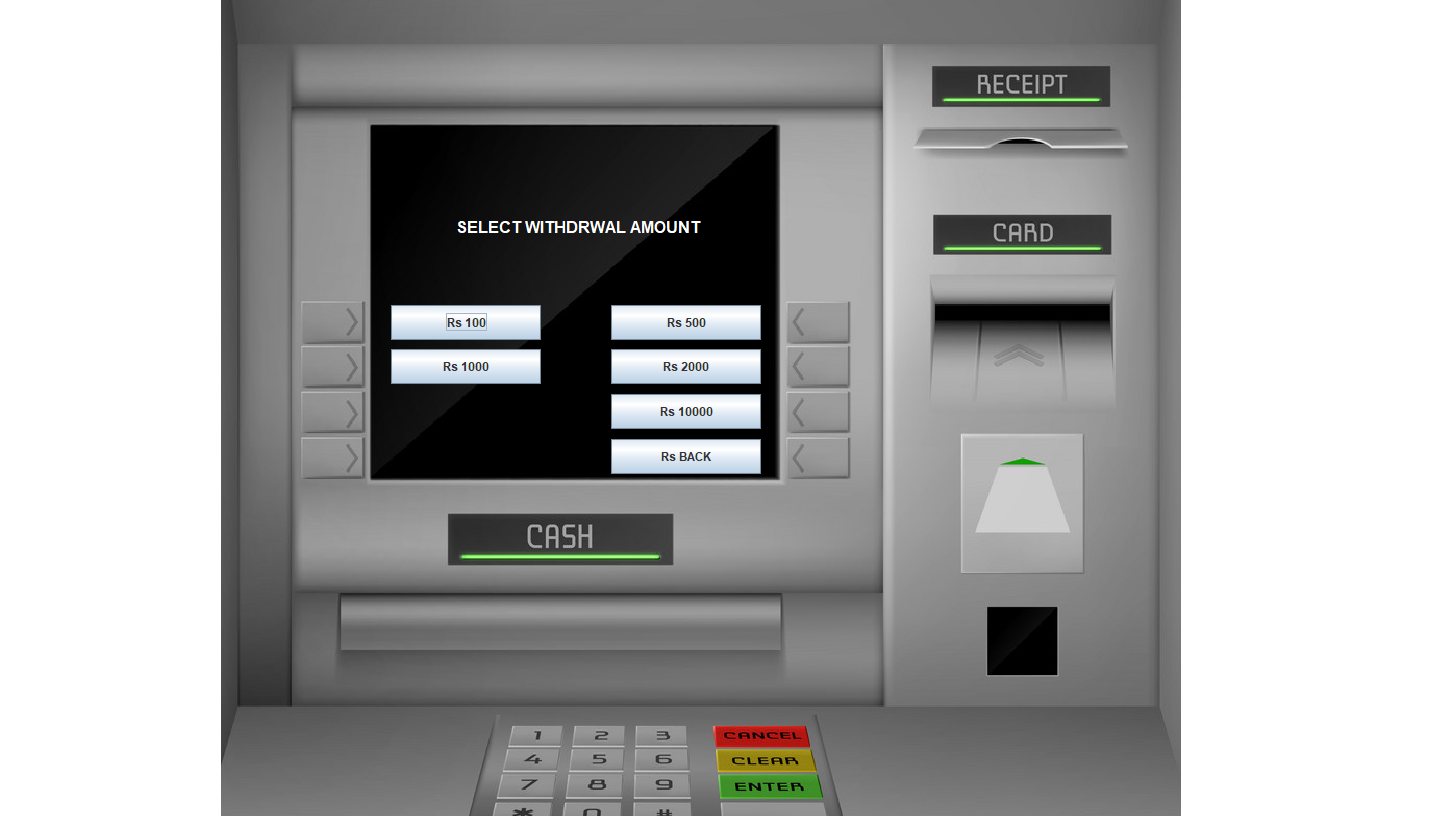 RECEIPT
SELECT WITHDRWAL AMOUNT
CARD
Rs 100
Rs 500
Rs 1000
Rs 2000
Rs 10000
Rs BACK
CASH
1 2 3 CANCEL
4 5 6 CLEAR
7 8 9 ENTER
* 0 #